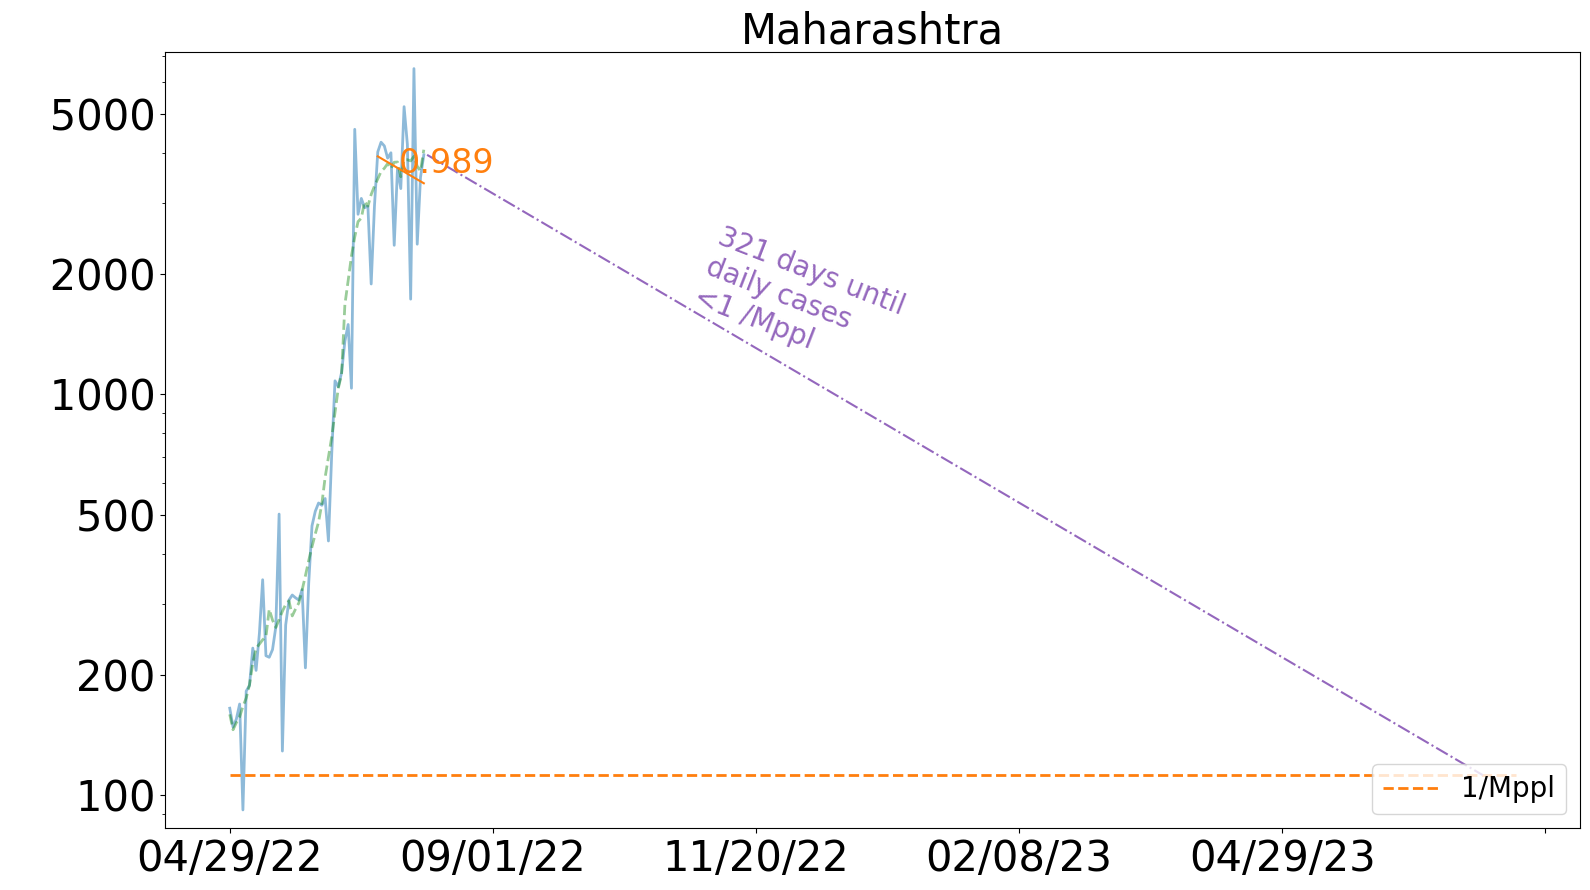 Maharashtra
5000
2000
1000
500
200
100
0.989
321 days until
daily cases
<1 /Mppl
1/Mppl
04/29/22
09/01/22
11/20/22
02/08/23
04/29/23